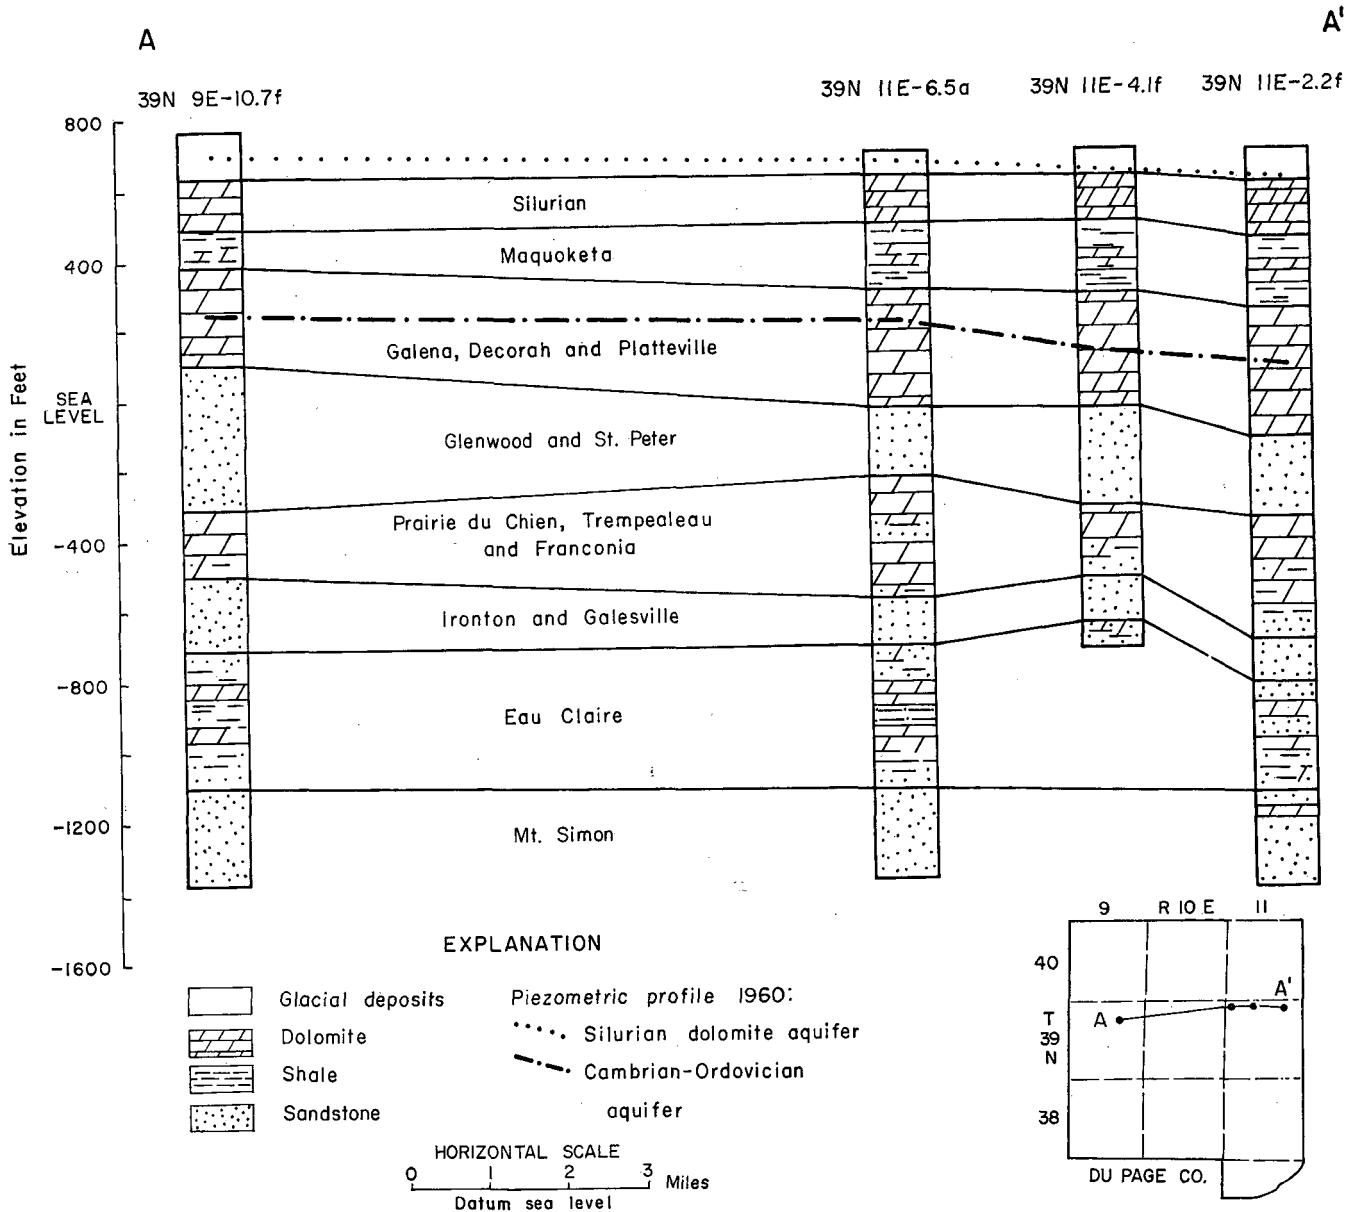 A
A'
39N 9E-10.7f
39N 11E-6.5a
39N 11E-4.1f
39N 11E-2.2f
800
400
SEA
LEVEL
-400
-800
-1200
-1600
Elevation in Feet
Silurian
Maquoketa
Galena, Decorah and Platteville
Glenwood and St. Peter
Prairie du Chien, Trempealeau
and Franconia
Ironton and Galesville
Eau Claire
Mt. Simon
EXPLANATION
Glacial deposits
Dolomite
Shale
Sandstone
Piezometric profile 1960:
Silurian dolomite aquifer
Cambrian-Ordovician
aquifer
HORIZONTAL SCALE
0 1 2 3 Miles
Datum sea level
9 R 10 E 11
40
T
39
N
38
A
A'
DU PAGE CO.